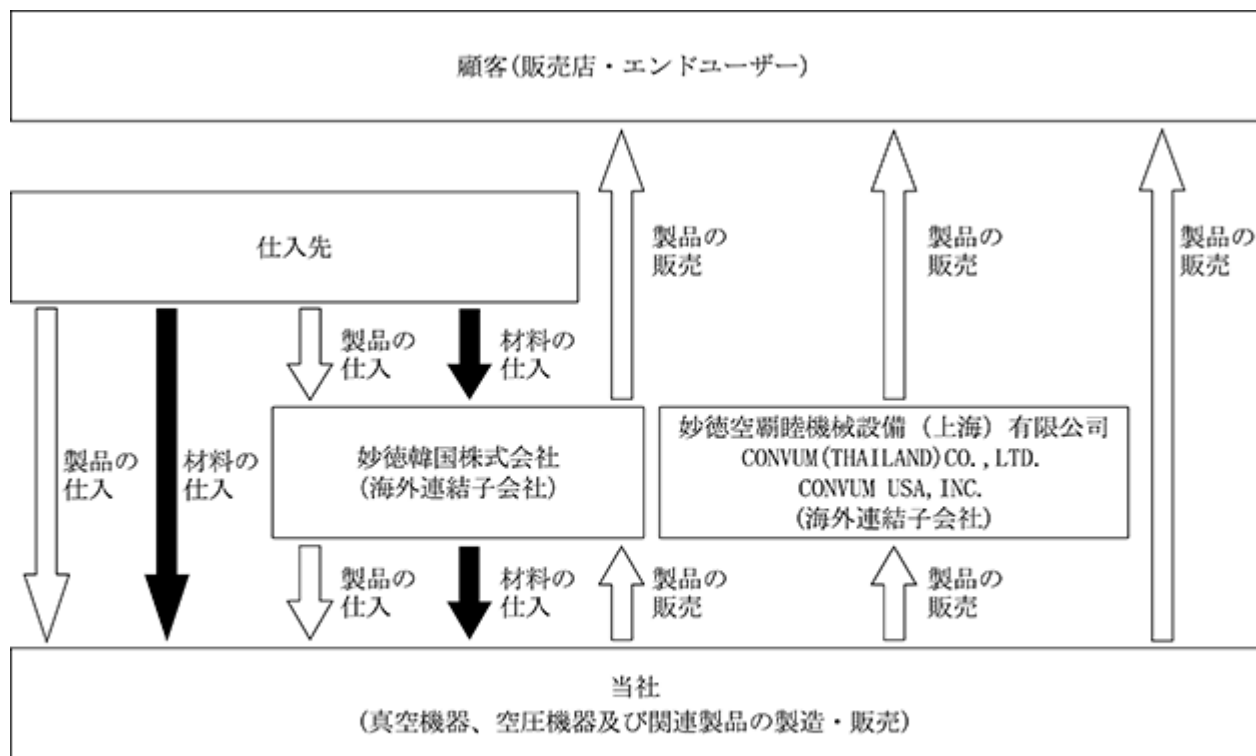 顧客(販売店・エンドユーザー)
仕入先
製品の
販売
製品の
販売
製品の
販売
製品の
仕入
材料の
仕入
製品の
仕入
材料の
仕入
妙徳韓国株式会社
(海外連結子会社)
妙徳空覇睦機械設備（上海）有限公司
CONVUM(THAILAND)CO.,LTD.
CONVUM USA,INC.
(海外連結子会社)
製品の
仕入
材料の
仕入
製品の
販売
製品の
販売
当社
(真空機器、空圧機器及び関連製品の製造・販売)